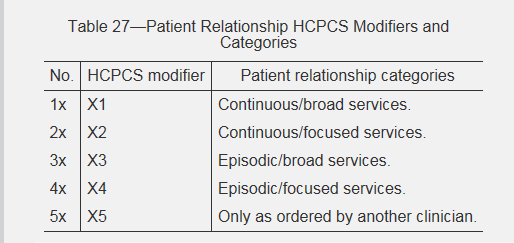 Table 27—Patient Relationship HCPCS Modifiers and
Categories
No. HCPCS modifier Patient relationship categories
1x X1 Continuous/broad services.
2x X2 Continuous/focused services.
3x X3 Episodic/broad services.
4x X4 Episodic/focused services.
5x X5 Only as ordered by another clinician.